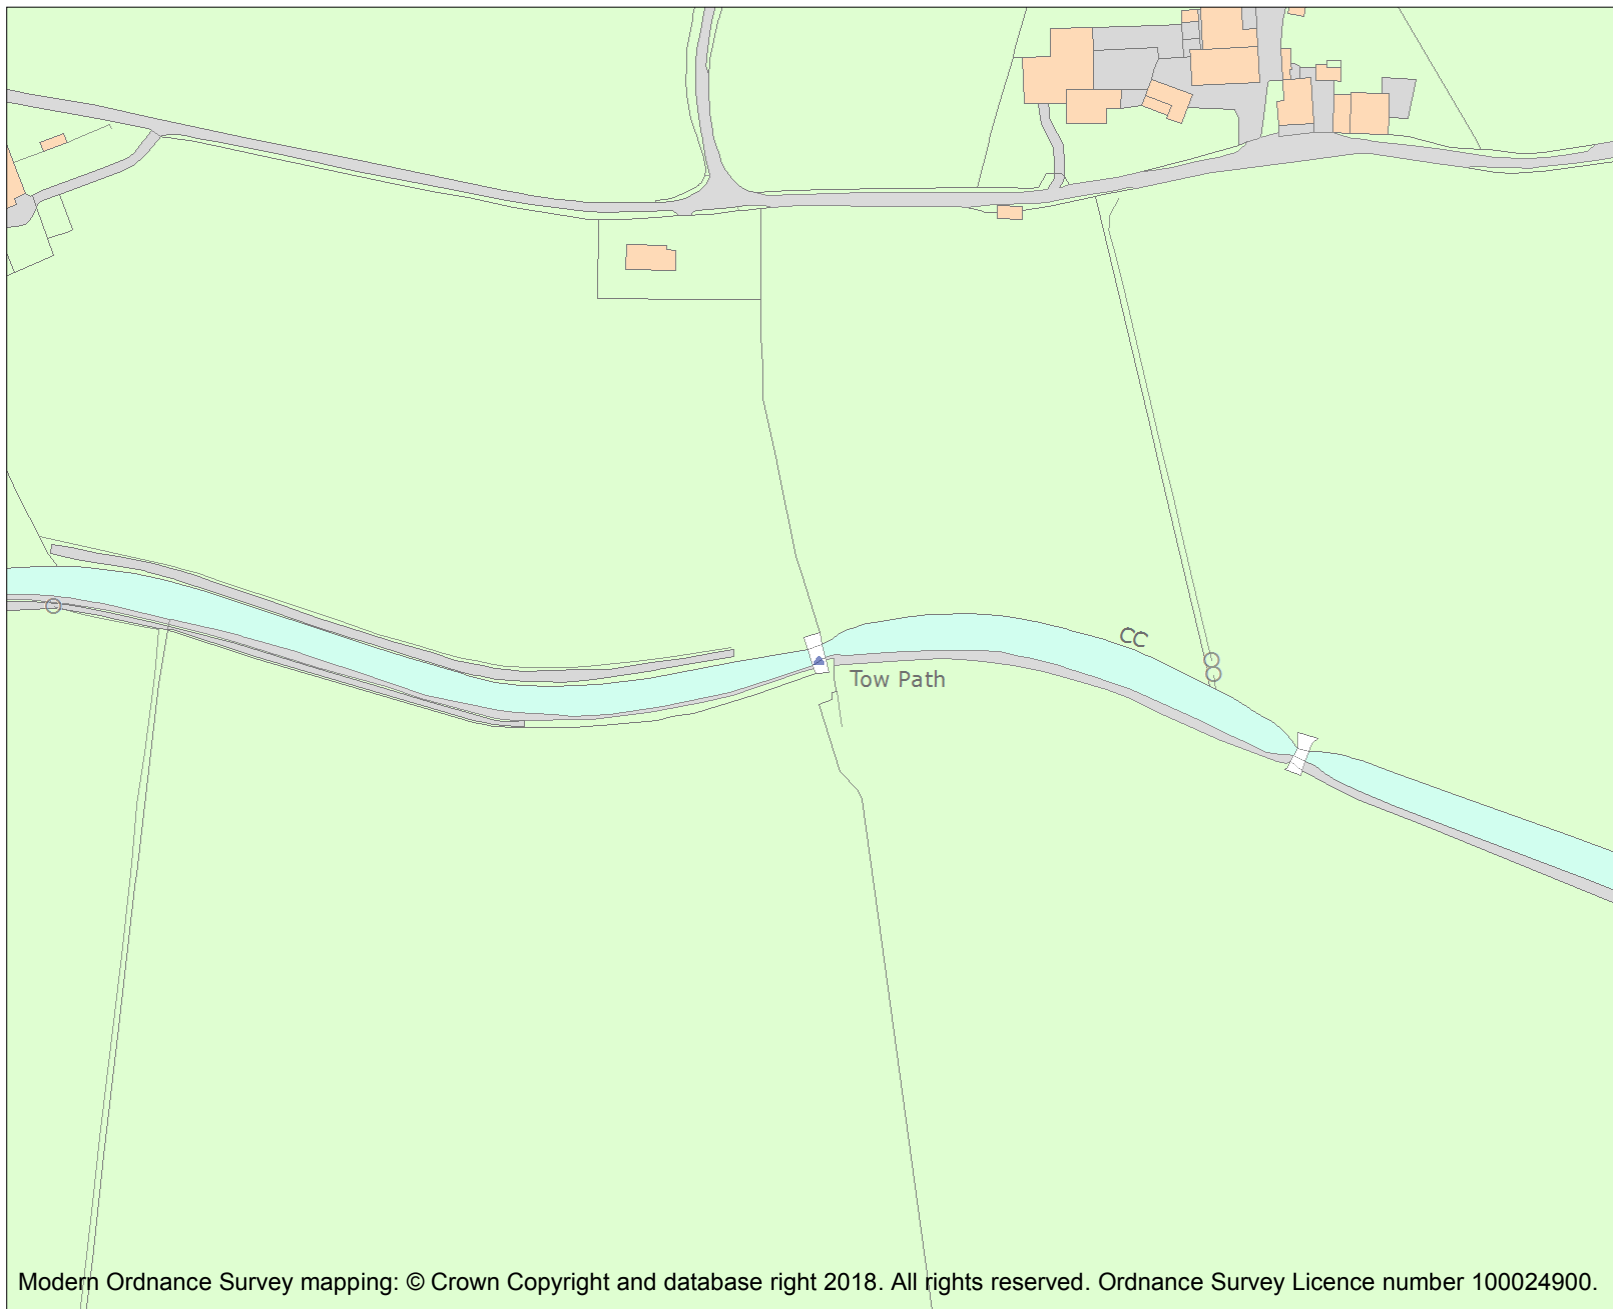 CC
Tow Path
Modern Ordnance Survey mapping: © Crown Copyright and database right 2018. All rights reserved. Ordnance Survey Licence number 100024900.